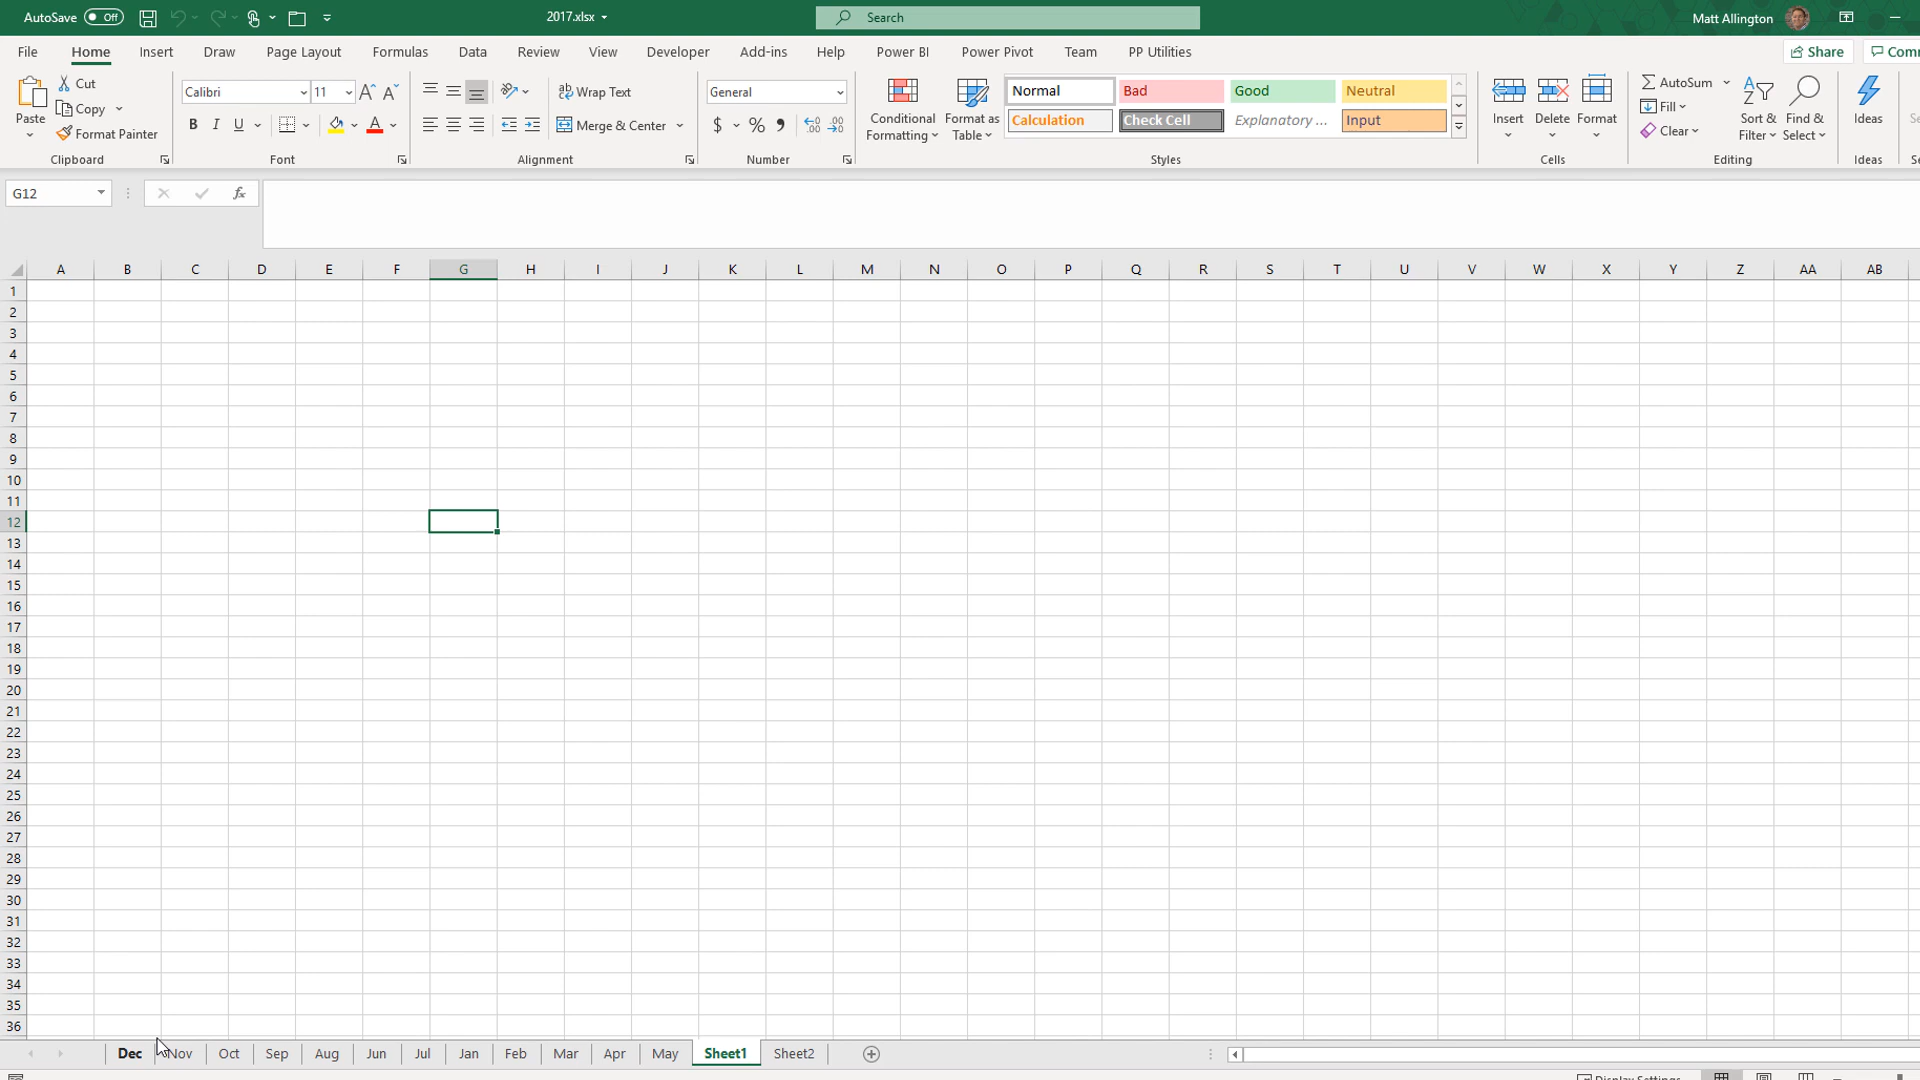 AutoSave Off 2017.xlsx Search Matt Allington
File Home Insert Draw Page Layout Formulas Data Review View Developer Add-ins Help Power BI Power Pivot Team PP Utilities Share
Paste Cut Copy Format Painter Clipboard
Calibri 11 B I U A Font
ab Wrap Text Merge & Center Alignment
General $ % Number
Conditional Formatting Format as Table
Normal Bad Good Neutral
Calculation Check Cell Explanatory ... Input
Styles
Insert Delete Format Cells
AutoSum Fill Clear Sort & Filter Find & Select Editing
Ideas Ideas
G12 fx
A B C D E F G H I J K L M N O P Q R S T U V W X Y Z AA AB
1
2
3
4
5
6
7
8
9
10
11
12
13
14
15
16
17
18
19
20
21
22
23
24
25
26
27
28
29
30
31
32
33
34
35
36
Dec Nov Oct Sep Aug Jun Jul Jan Feb Mar Apr May Sheet1 Sheet2
Display Settings